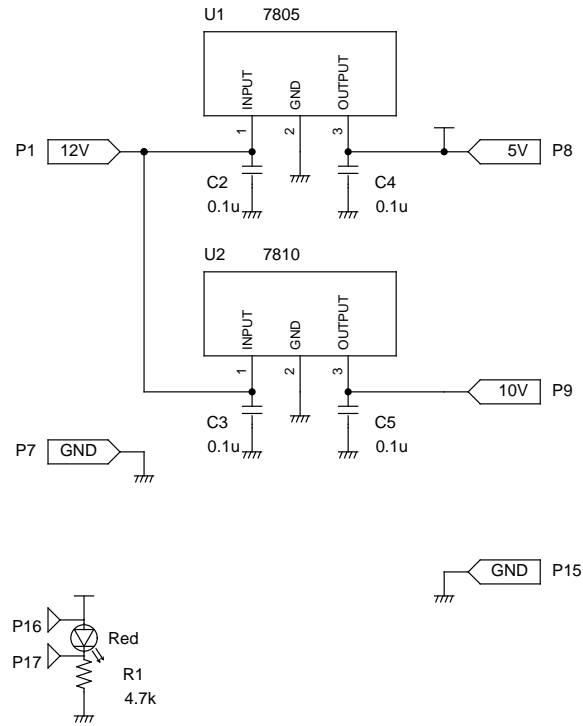 U1 7805
INPUT
GND
OUTPUT
1
2
3
P1 12V
5V P8
C2
0.1u
C4
0.1u
U2 7810
INPUT
GND
OUTPUT
1
2
3
10V P9
C3
0.1u
C5
0.1u
P7 GND
GND P15
P16
Red
P17
R1
4.7k